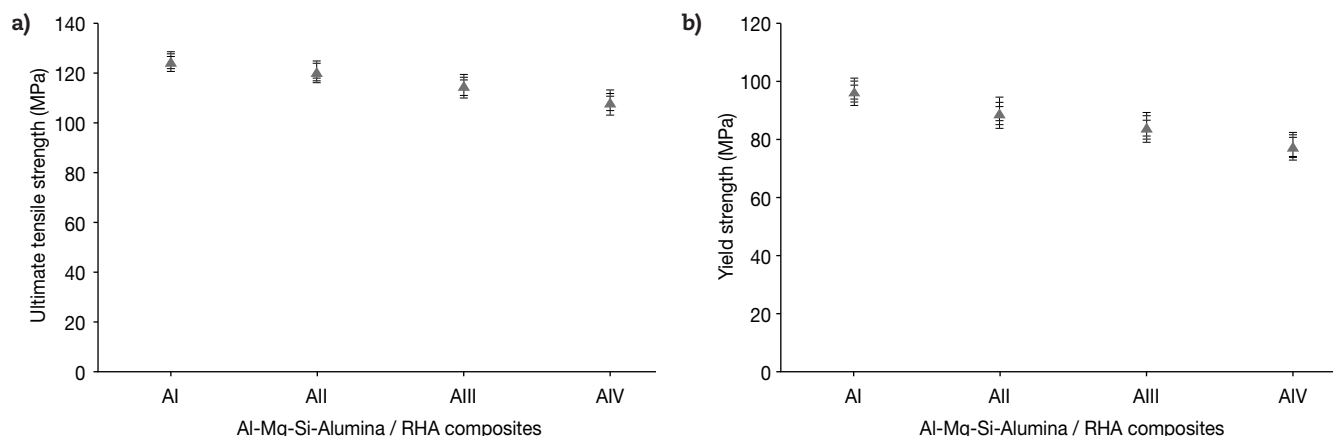 a)
Ultimate tensile strength (MPa)
140
120
100
80
60
40
20
0
AI
AII
AIII
AIV
Al-Mg-Si-Alumina / RHA composites
b)
Yield strength (MPa)
120
100
80
60
40
20
0
AI
AII
AIII
AIV
Al-Mg-Si-Alumina / RHA composites